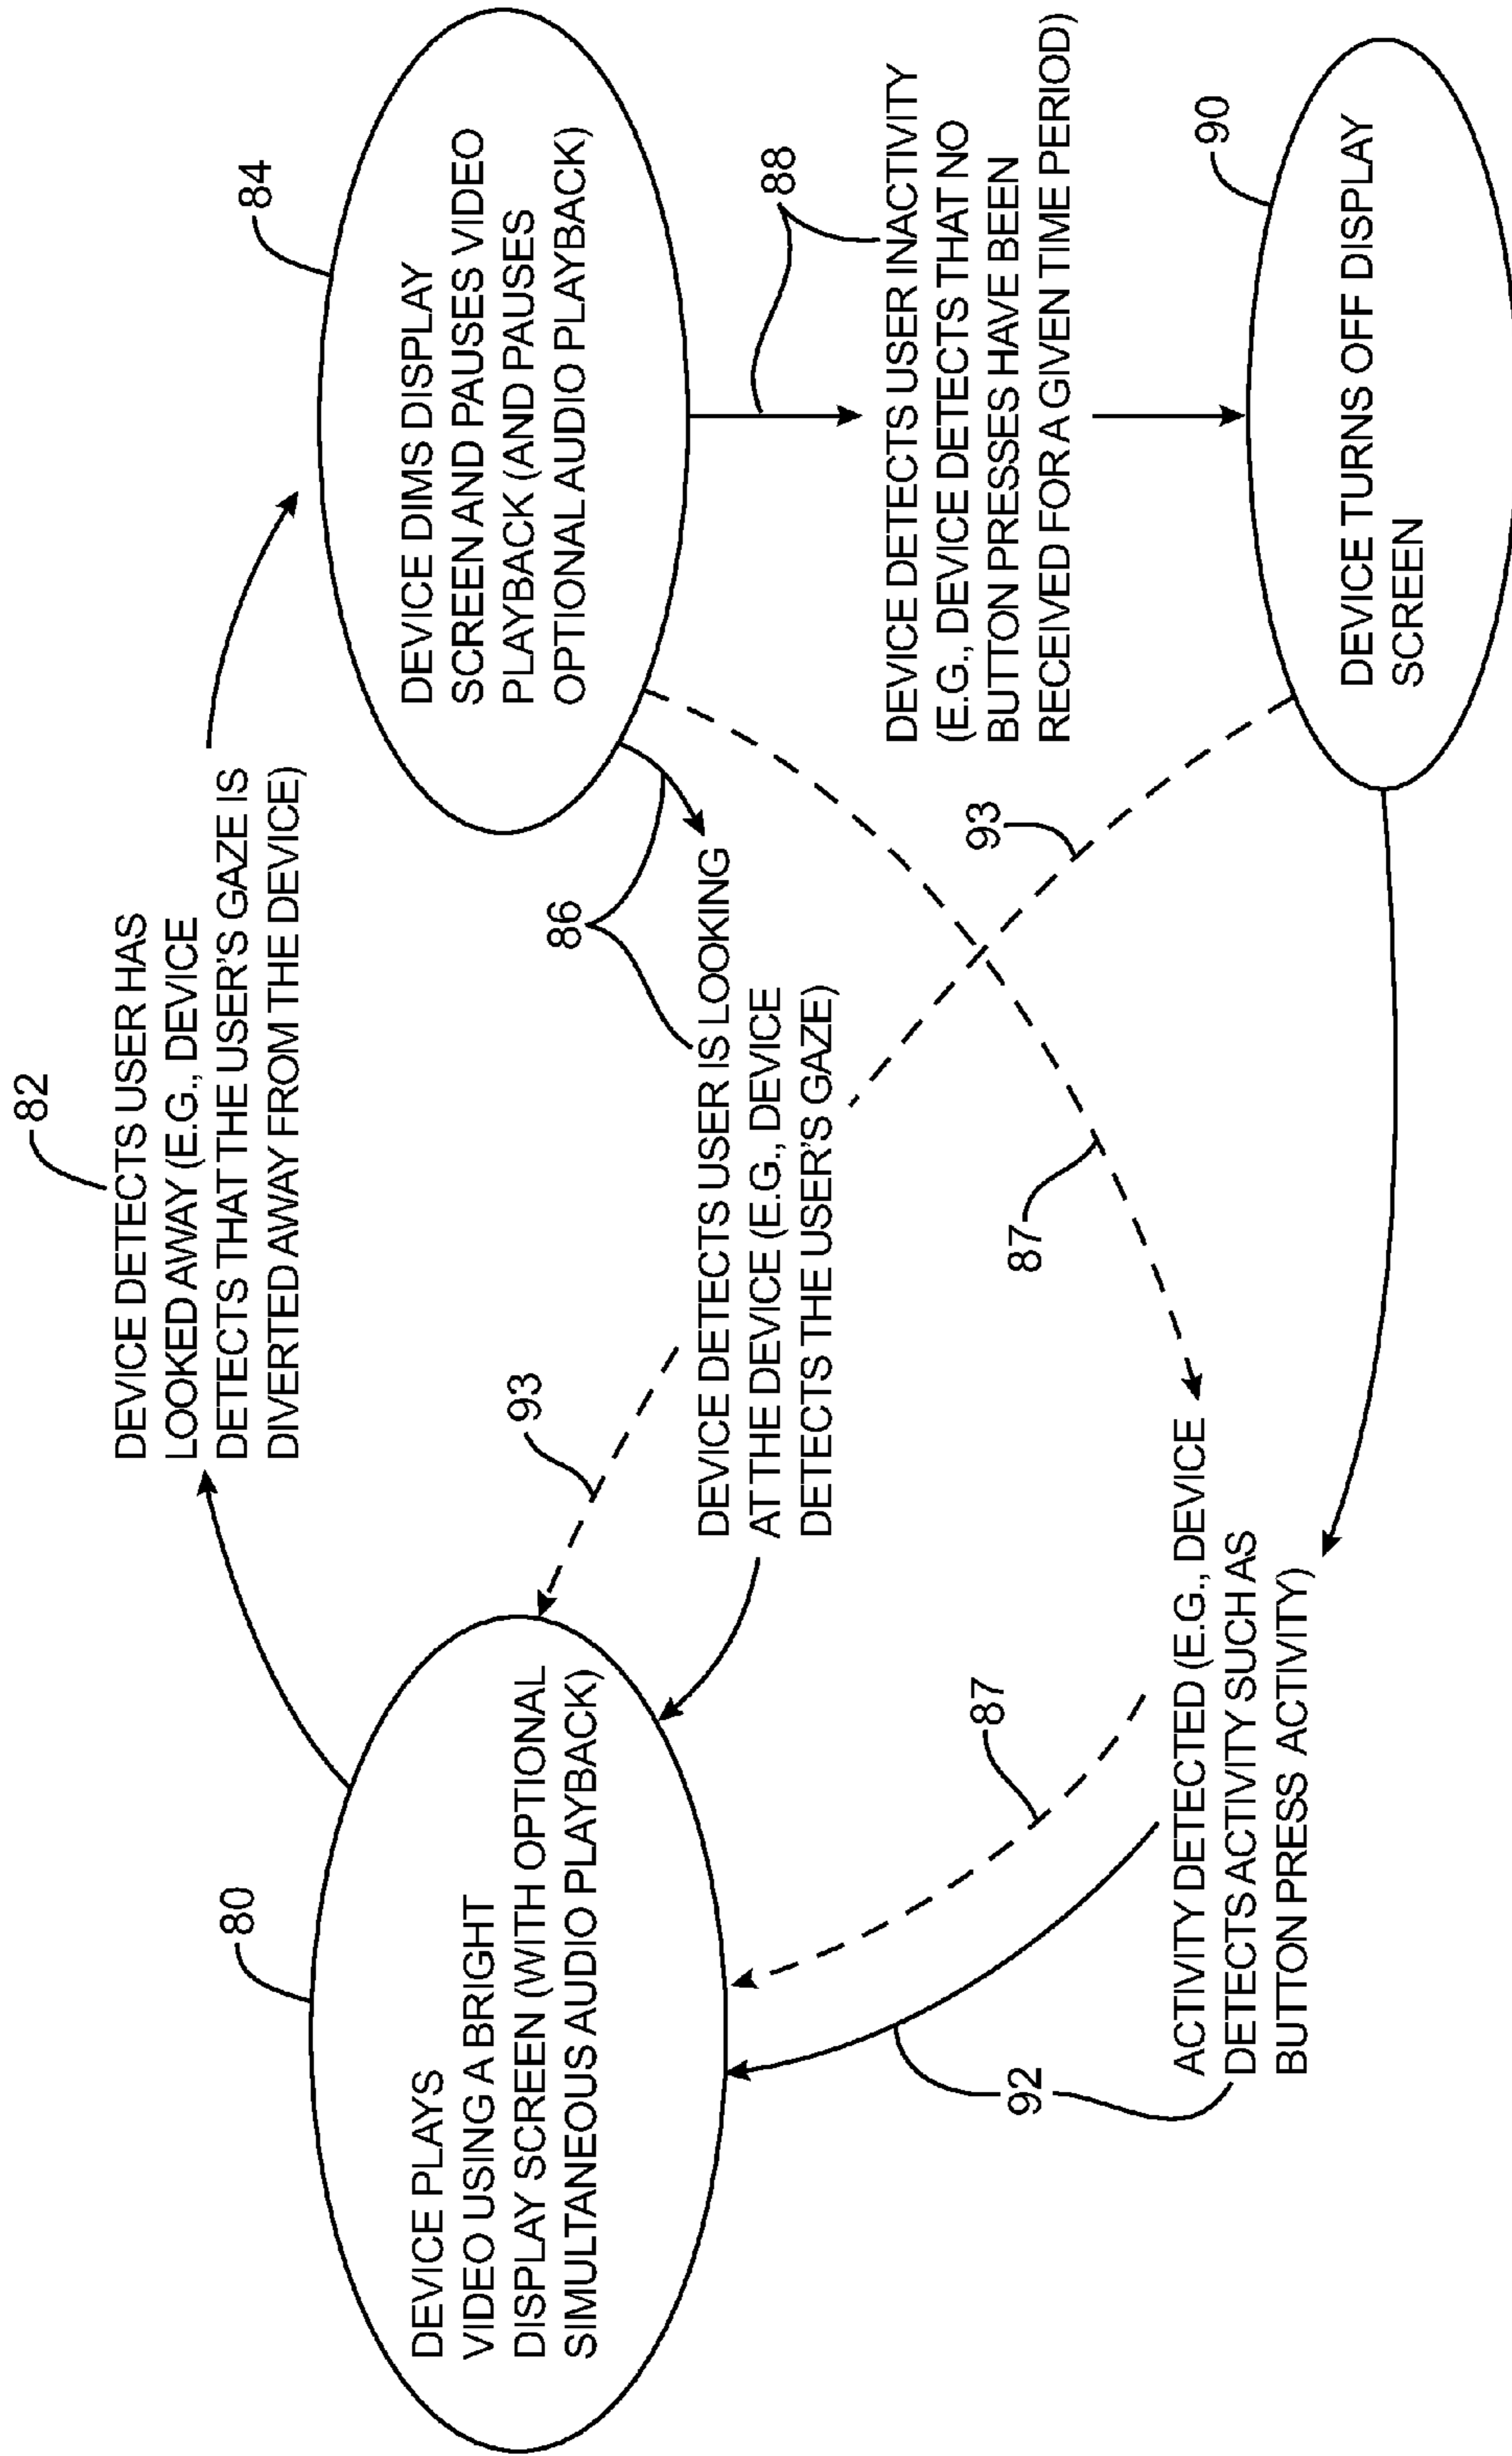 82
DEVICE DETECTS USER HAS
LOOKED AWAY (E.G., DEVICE
DETECTS THAT THE USER'S GAZE IS
DIVERTED AWAY FROM THE DEVICE)
80
DEVICE PLAYS
VIDEO USING A BRIGHT
DISPLAY SCREEN (WITH OPTIONAL
SIMULTANEOUS AUDIO PLAYBACK)
84
DEVICE DIMS DISPLAY
SCREEN AND PAUSES VIDEO
PLAYBACK (AND PAUSES
OPTIONAL AUDIO PLAYBACK)
93
86
DEVICE DETECTS USER IS LOOKING
AT THE DEVICE (E.G., DEVICE
DETECTS THE USER'S GAZE)
88
DEVICE DETECTS USER INACTIVITY
(E.G., DEVICE DETECTS THAT NO
BUTTON PRESSES HAVE BEEN
RECEIVED FOR A GIVEN TIME PERIOD)
87
93
92
87
ACTIVITY DETECTED (E.G., DEVICE
DETECTS ACTIVITY SUCH AS
BUTTON PRESS ACTIVITY)
90
DEVICE TURNS OFF DISPLAY
SCREEN